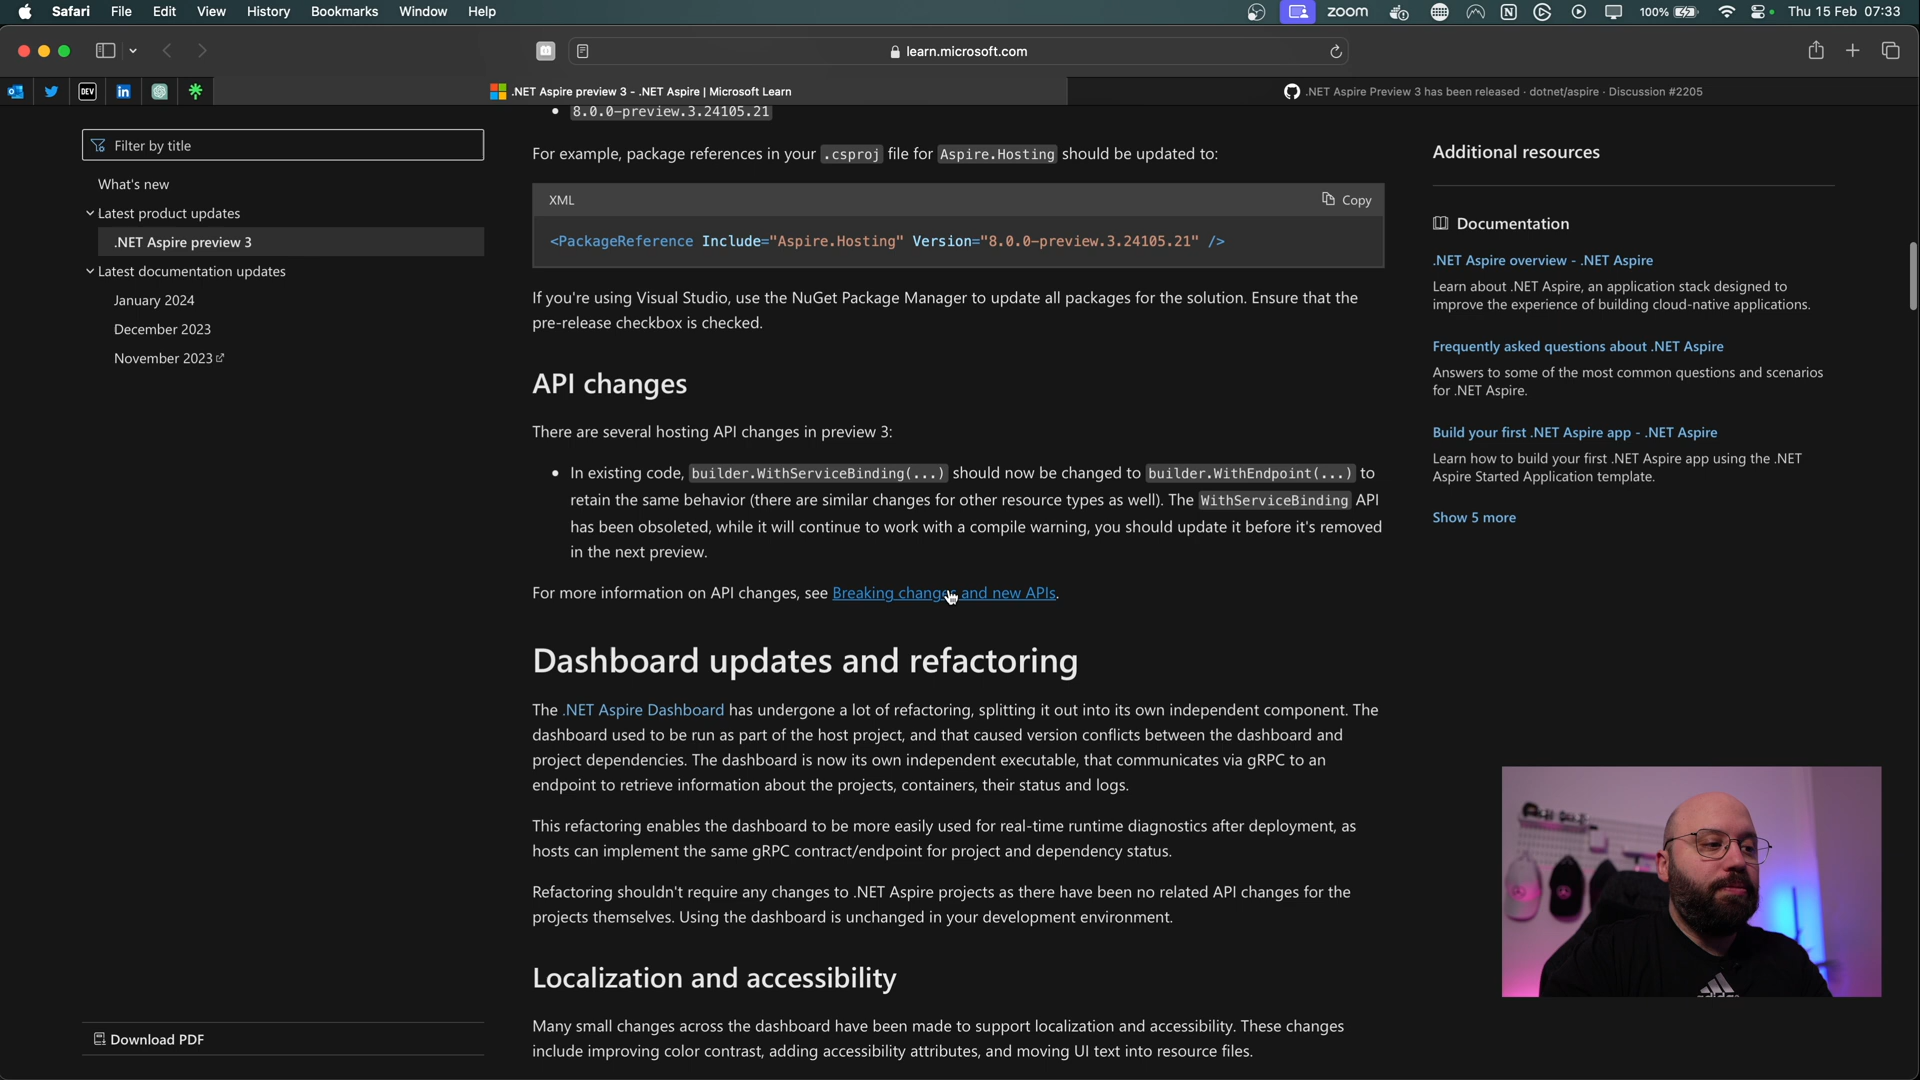 Safari File Edit View History Bookmarks Window Help zoom 100% Thu 15 Feb 07:33
learn.microsoft.com
DEV in .NET Aspire preview 3 - .NET Aspire | Microsoft Learn .NET Aspire Preview 3 has been released · dotnet/aspire · Discussion #2205
Filter by title
What's new
Latest product updates
.NET Aspire preview 3
Latest documentation updates
January 2024
December 2023
November 2023
Download PDF
• 8.0.0-preview.3.24105.21
For example, package references in your .csproj file for Aspire.Hosting should be updated to:
XML Copy
<PackageReference Include="Aspire.Hosting" Version="8.0.0-preview.3.24105.21" />
If you're using Visual Studio, use the NuGet Package Manager to update all packages for the solution. Ensure that the
pre-release checkbox is checked.
API changes
There are several hosting API changes in preview 3:
• In existing code, builder.WithServiceBinding(...) should now be changed to builder.WithEndpoint(...) to
retain the same behavior (there are similar changes for other resource types as well). The WithServiceBinding API
has been obsoleted, while it will continue to work with a compile warning, you should update it before it's removed
in the next preview.
For more information on API changes, see Breaking changes and new APIs.
Dashboard updates and refactoring
The .NET Aspire Dashboard has undergone a lot of refactoring, splitting it out into its own independent component. The
dashboard used to be run as part of the host project, and that caused version conflicts between the dashboard and
project dependencies. The dashboard is now its own independent executable, that communicates via gRPC to an
endpoint to retrieve information about the projects, containers, their status and logs.
This refactoring enables the dashboard to be more easily used for real-time runtime diagnostics after deployment, as
hosts can implement the same gRPC contract/endpoint for project and dependency status.
Refactoring shouldn't require any changes to .NET Aspire projects as there have been no related API changes for the
projects themselves. Using the dashboard is unchanged in your development environment.
Localization and accessibility
Many small changes across the dashboard have been made to support localization and accessibility. These changes
include improving color contrast, adding accessibility attributes, and moving UI text into resource files.
Additional resources
Documentation
.NET Aspire overview - .NET Aspire
Learn about .NET Aspire, an application stack designed to
improve the experience of building cloud-native applications.
Frequently asked questions about .NET Aspire
Answers to some of the most common questions and scenarios
for .NET Aspire.
Build your first .NET Aspire app - .NET Aspire
Learn how to build your first .NET Aspire app using the .NET
Aspire Started Application template.
Show 5 more
adidas